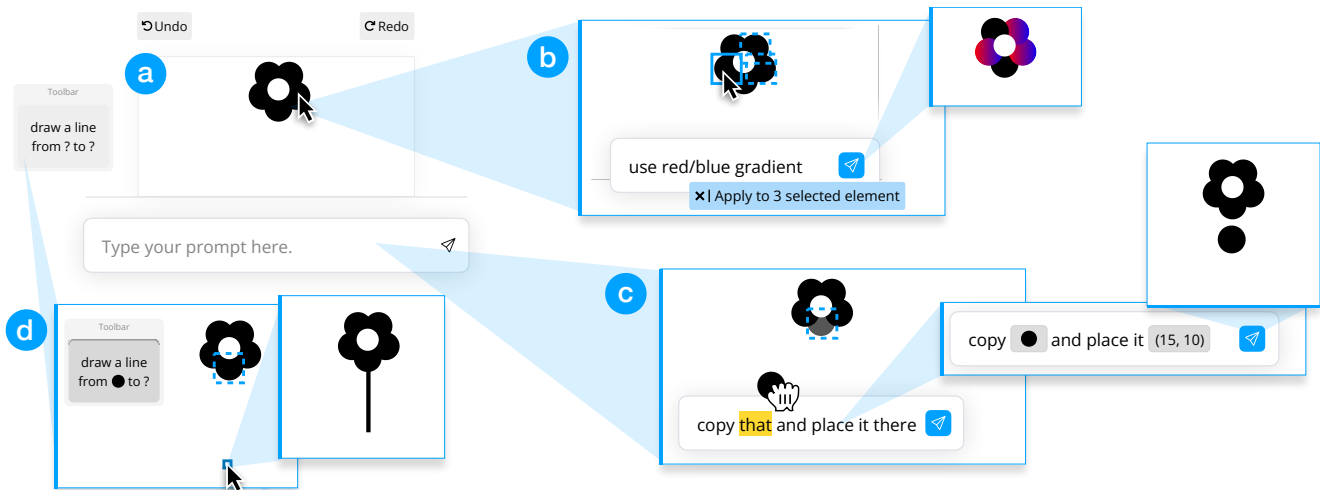 Undo
Redo
a
Toolbar
draw a line
from ? to ?
Type your prompt here.
b
use red/blue gradient
Apply to 3 selected element
c
copy that and place it there
copy and place it (15, 10)
d
Toolbar
draw a line
from to ?